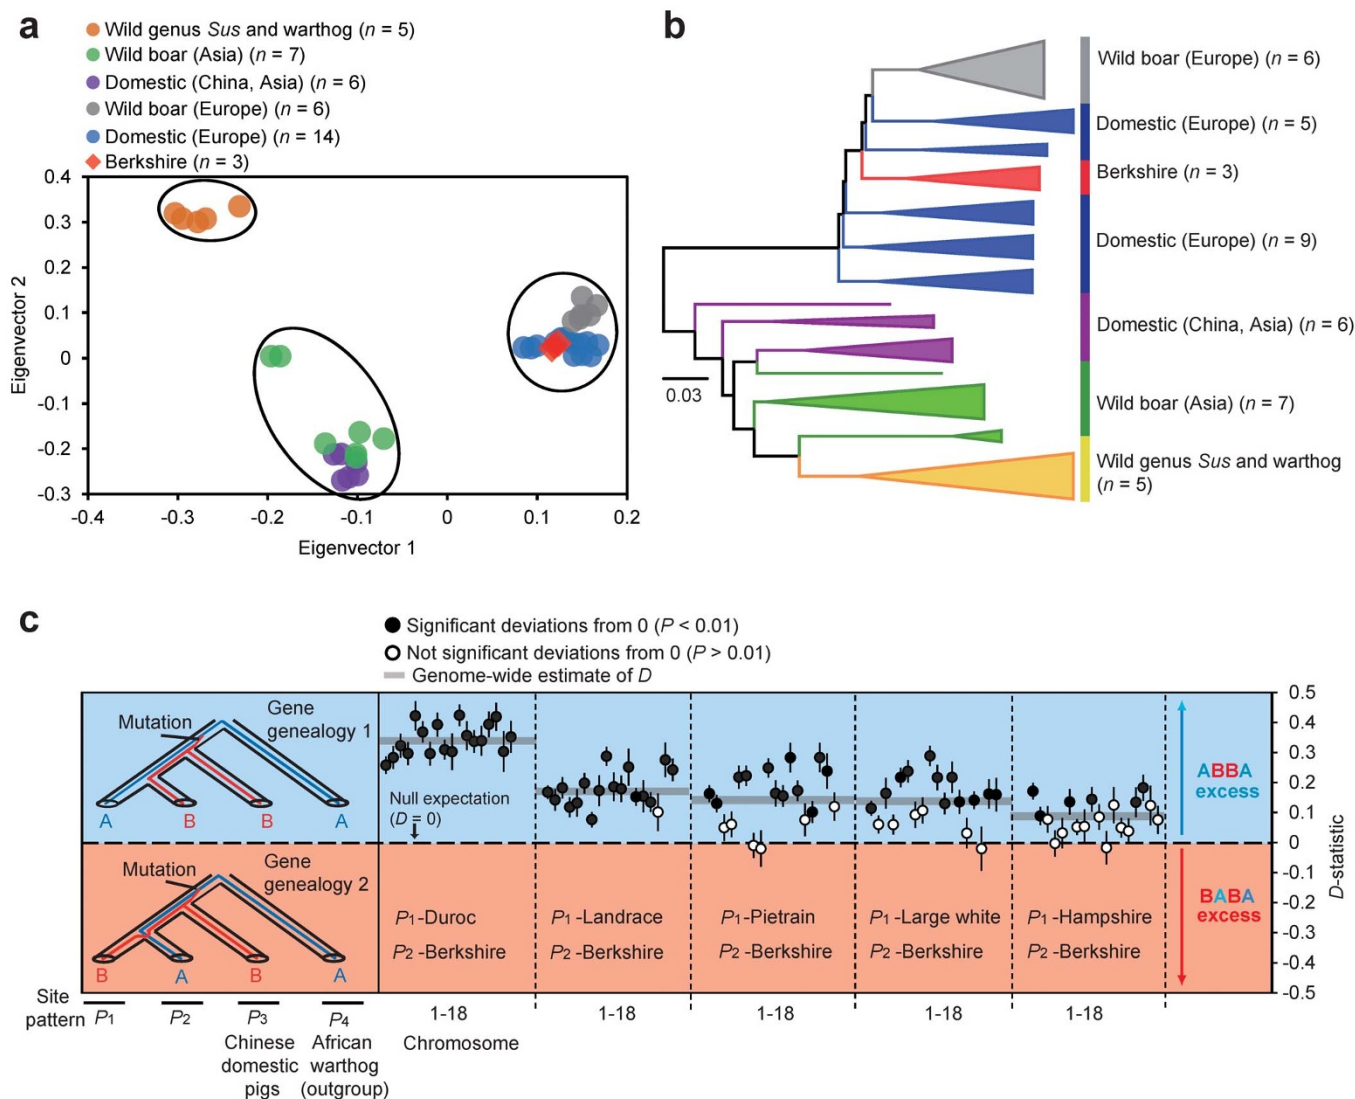 a
Wild genus Sus and warthog (n = 5)
Wild boar (Asia) (n = 7)
Domestic (China, Asia) (n = 6)
Wild boar (Europe) (n = 6)
Domestic (Europe) (n = 14)
Berkshire (n = 3)
0.4
0.3
0.2
0.1
0
-0.1
-0.2
-0.3
Eigenvector 2
-0.4
-0.3
-0.2
-0.1
0
0.1
0.2
Eigenvector 1
b
Wild boar (Europe) (n = 6)
Domestic (Europe) (n = 5)
Berkshire (n = 3)
Domestic (Europe) (n = 9)
Domestic (China, Asia) (n = 6)
Wild boar (Asia) (n = 7)
Wild genus Sus and warthog
(n = 5)
0.03
c
Significant deviations from 0 (P < 0.01)
Not significant deviations from 0 (P > 0.01)
Genome-wide estimate of D
Mutation
Gene
genealogy 1
A
B
B
A
Mutation
Gene
genealogy 2
B
A
B
A
Null expectation
(D = 0)
P1-Duroc
P2 -Berkshire
P1-Landrace
P2 -Berkshire
P1-Pietrain
P2 -Berkshire
P1-Large white
P2 -Berkshire
P1-Hampshire
P2 -Berkshire
ABBA
excess
BABA
excess
0.5
0.4
0.3
0.2
0.1
0
-0.1
-0.2
-0.3
-0.4
-0.5
D-statistic
Site
pattern
P1
P2
P3
P4
Chinese
domestic
pigs
African
warthog
(outgroup)
1-18
1-18
1-18
1-18
1-18
Chromosome